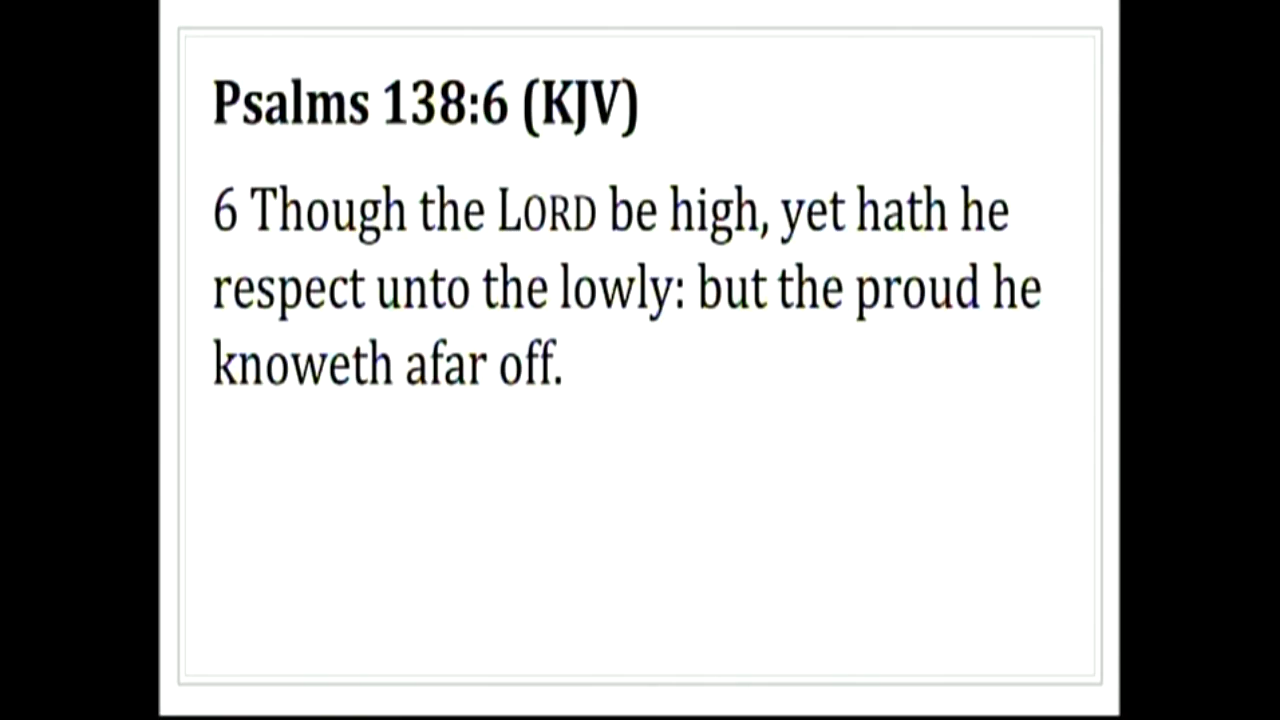 Psalms 138:6 (KJV)
6 Though the LORD be high, yet hath he
respect unto the lowly: but the proud he
knoweth afar off.